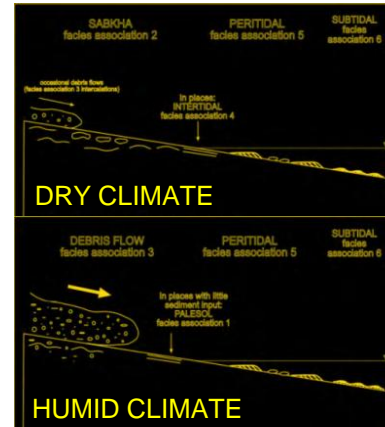 SABKHA
facies association 2
PERITIDAL
facies association 5
SUBTIDAL
facies
association 6
occasional debris flows
(facies association 3 intercalations)
In places:
INTERTIDAL
facies association 4
DRY CLIMATE
DEBRIS FLOW
facies association 3
PERITIDAL
facies association 5
SUBTIDAL
facies
association 6
In places with little
sediment input:
PALESOL
facies association 1
HUMID CLIMATE